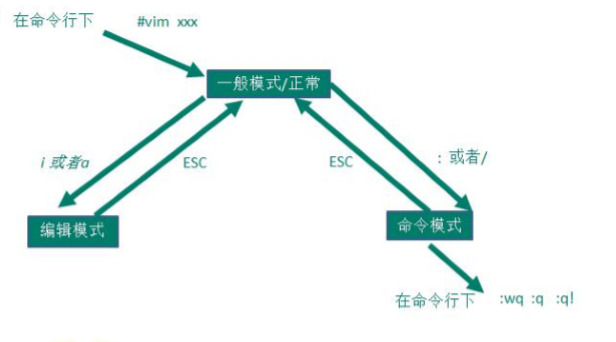 在命令行下 #vim xxx
一般模式/正常
i 或者a
ESC
ESC
: 或者/
编辑模式
命令模式
在命令行下 :wq :q :q!